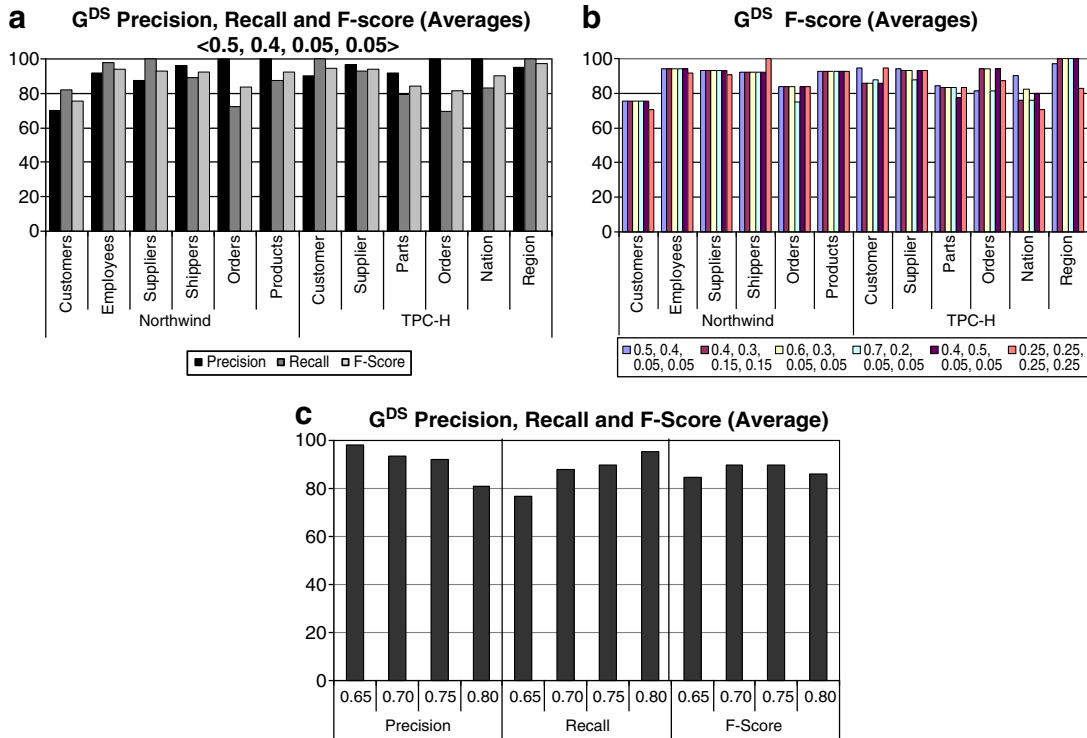 a
G^DS Precision, Recall and F-score (Averages)
<0.5, 0.4, 0.05, 0.05>
100
80
60
40
20
0
Customers
Employees
Suppliers
Shippers
Orders
Products
Customer
Supplier
Parts
Orders
Nation
Region
Northwind
TPC-H
Precision
Recall
F-Score
b
G^DS F-score (Averages)
100
80
60
40
20
0
Customers
Employees
Suppliers
Shippers
Orders
Products
Customer
Supplier
Parts
Orders
Nation
Region
Northwind
TPC-H
0.5, 0.4,
0.05, 0.05
0.4, 0.3,
0.15, 0.15
0.6, 0.3,
0.05, 0.05
0.7, 0.2,
0.05, 0.05
0.4, 0.5,
0.05, 0.05
0.25, 0.25,
0.25, 0.25
c
G^DS Precision, Recall and F-Score (Average)
100
80
60
40
20
0
0.65 0.70 0.75 0.80 0.65 0.70 0.75 0.80 0.65 0.70 0.75 0.80
Precision
Recall
F-Score